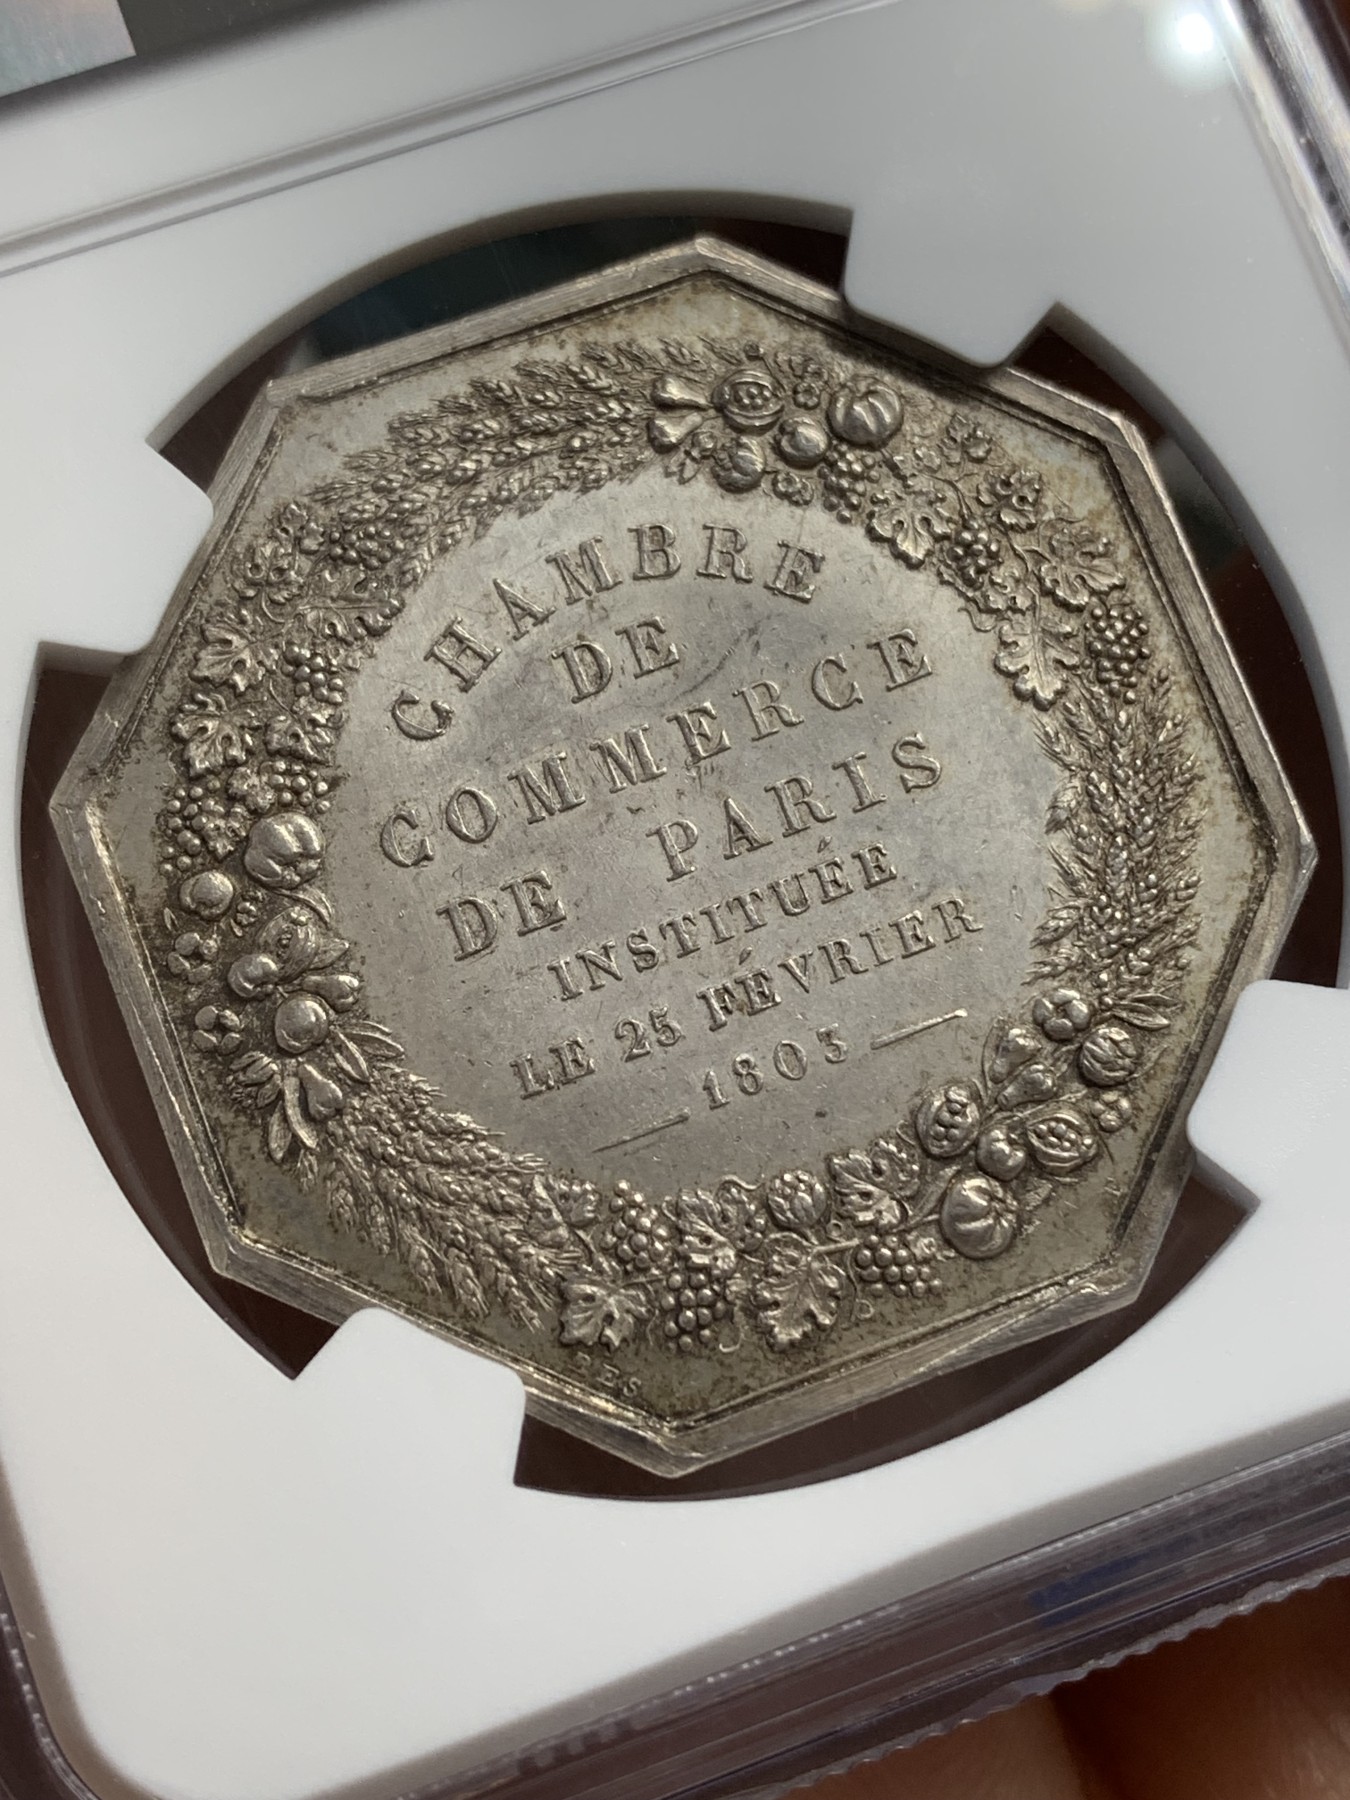 CHAMBRE
DE
COMMERCE
DE PARIS
INSTITUÉE
LE 25 FÉVRIER
1803